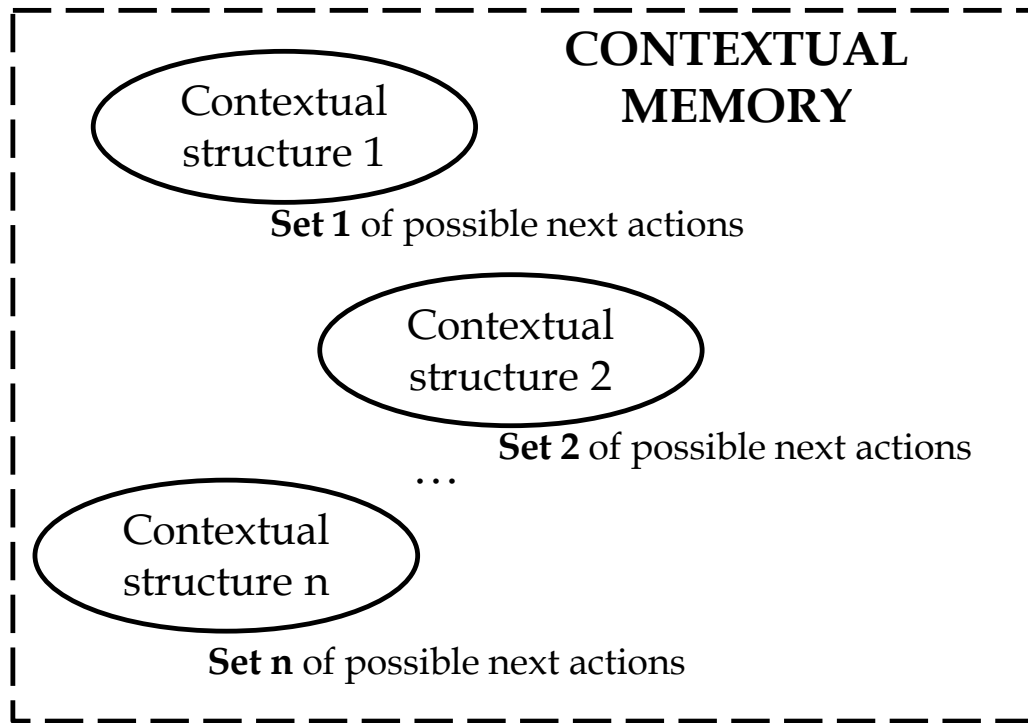 CONTEXTUAL
MEMORY
Contextual
structure 1
Set 1 of possible next actions
Contextual
structure 2
Set 2 of possible next actions
...
Contextual
structure n
Set n of possible next actions